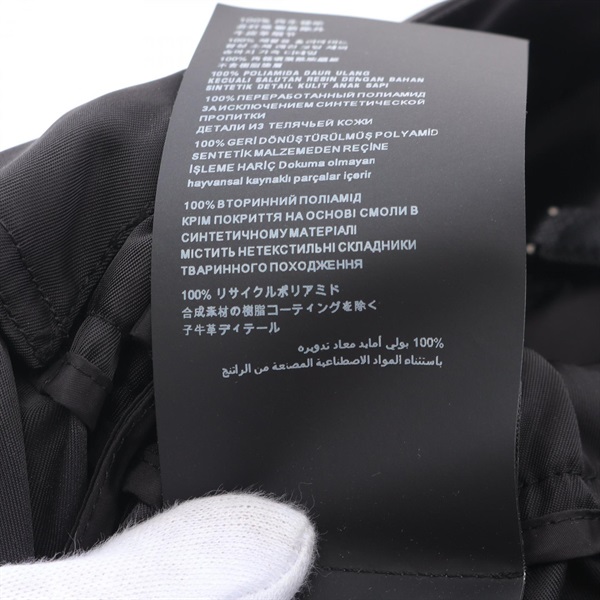 100%
100% POLIAMIDA DAUR ULANG
KECUALI BALUTAN RESIN DENGAN BAHAN
SINTETIK DETAIL KULIT ANAK SAPI
100% ПЕРЕРАБОТАННЫЙ ПОЛИАМИД
ЗА ИСКЛЮЧЕНИЕМ СИНТЕТИЧЕСКОЙ
ПРОПИТКИ
ДЕТАЛИ ИЗ ТЕЛЯЧЬЕЙ КОЖИ
100% GERİ DÖNÜŞTÜRÜLMÜŞ POLYAMİD
SENTETİK MALZEMEDEN REÇİNE
İŞLEME HARİÇ Dokuma olmayan
hayvansal kaynaklı parçalar içerir
100% ВТОРИННИЙ ПОЛІАМІД
КРІМ ПОКРИТТЯ НА ОСНОВІ СМОЛИ В
СИНТЕТИЧНОМУ МАТЕРІАЛІ
МІСТИТЬ НЕТЕКСТИЛЬНІ СКЛАДНИКИ
ТВАРИННОГО ПОХОДЖЕННЯ
100% リサイクルポリアミド
合成素材の樹脂コーティングを除く
子牛革ディテール
100% بولي أمايد معاد تدويره
باستثناء المواد الاصطناعية المصنعة من الراتنج